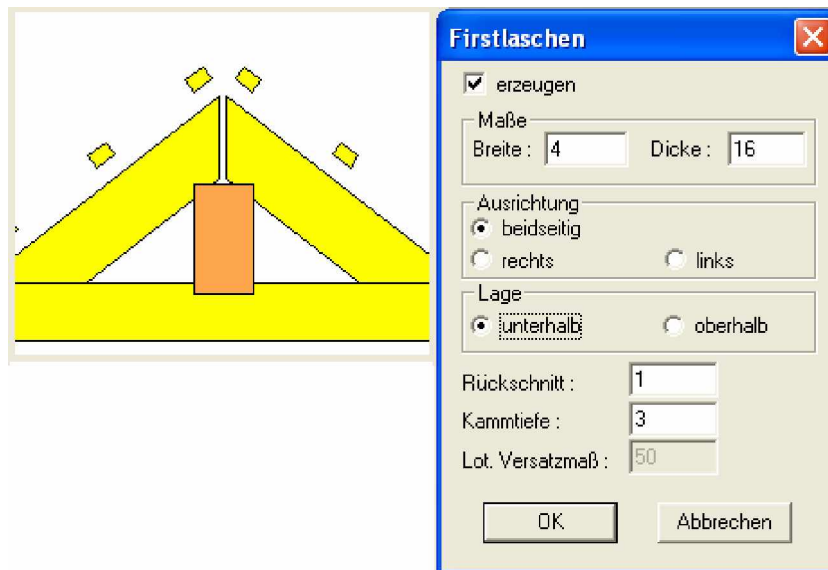 Firstlaschen
erzeugen
Maße
Breite : 4 Dicke : 16
Ausrichtung
beidseitig
rechts links
Lage
unterhalb oberhalb
Rückschnitt : 1
Kammtiefe : 3
Lot. Versatzmaß : 50
OK Abbrechen